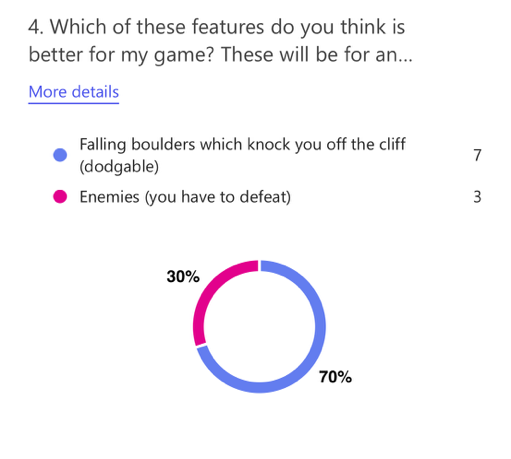 4. Which of these features do you think is
better for my game? These will be for an...
More details
Falling boulders which knock you off the cliff
(dodgable)
7
Enemies (you have to defeat)
3
30%
70%